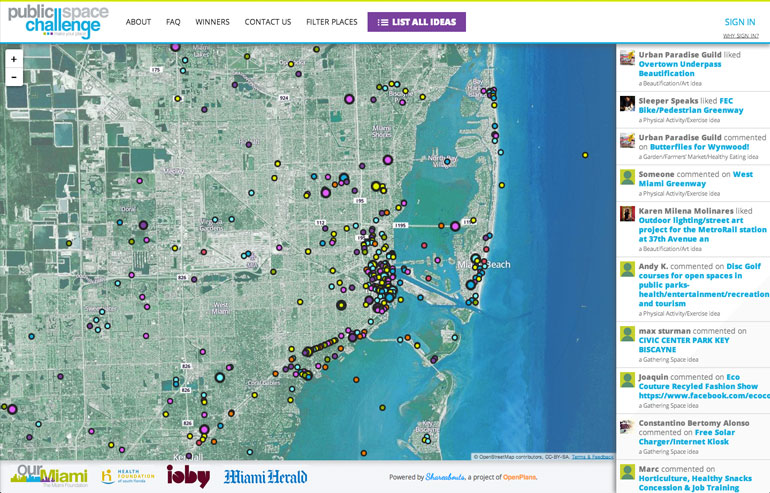 public space
challenge
make your place
ABOUT
FAQ
WINNERS
CONTACT US
FILTER PLACES
LIST ALL IDEAS
SIGN IN
WHY SIGN IN?
+
-
Miami
Lakes
175
924
Bay
Biscayne
Miami
Shores
Hialeah
North Bay
Doral
112
195
I195
Miami Beach
826
West
Miami
826
Coral Gables
826
Key
Biscayne
Kendall
© OpenStreetMap contributors, CC-BY-SA. Terms & Feedback
Urban Paradise Guild liked
Overtown Underpass
Beautification
a Beautification/Art idea
Sleeper Speaks liked FEC
Bike/Pedestrian Greenway
a Physical Activity/Exercise idea
Urban Paradise Guild commented
on Butterflies for Wynwood!
a Garden/Farmers' Market/Healthy Eating idea
Someone commented on West
Miami Greenway
a Physical Activity/Exercise idea
Karen Milena Molinares liked
Outdoor lighting/street art
project for the MetroRail station
at 37th Avenue an
a Beautification/Art idea
Andy K. commented on Disc Golf
courses for open spaces in
public parks-
health/entertainment/recreation
and tourism
a Physical Activity/Exercise idea
max sturman commented on
CIVIC CENTER PARK KEY
BISCAYNE
a Gathering Space idea
Joaquin commented on Eco
Couture Recyled Fashion Show
https://www.facebook.com/ecoco
a Gathering Space idea
Constantino Bertomy Alonso
commented on Free Solar
Charger/Internet Kiosk
a Gathering Space idea
Marc commented on
Horticulture, Healthy Snacks
Concession & Job Training
Our
Miami
The Miami Foundation
HEALTH
FOUNDATION
of south florida
ioby
Miami Herald
Powered by Shareabouts, a project of OpenPlans.